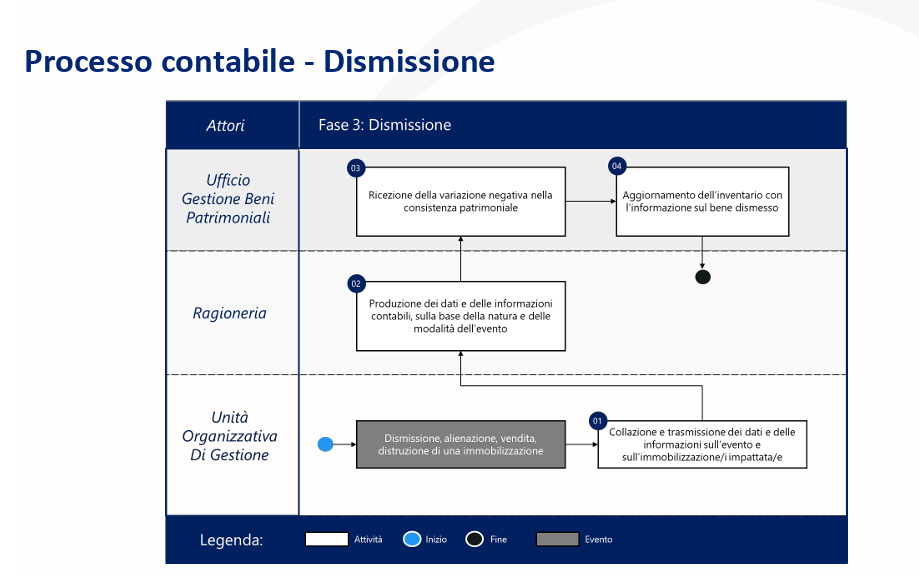 Processo contabile - Dismissione
Attori
Fase 3: Dismissione
Ufficio
Gestione Beni
Patrimoniali
03
Ricezione della variazione negativa nella
consistenza patrimoniale
04
Aggiornamento dell'inventario con
l'informazione sul bene dismesso
Ragioneria
02
Produzione dei dati e delle informazioni
contabili, sulla base della natura e delle
modalità dell'evento
Unità
Organizzativa
Di Gestione
Dismissione, alienazione, vendita,
distruzione di una immobilizzazione
01
Collazione e trasmissione dei dati e delle
informazioni sull'evento e
sull'immobilizzazione/i impattata/e
Legenda:
Attività
Inizio
Fine
Evento